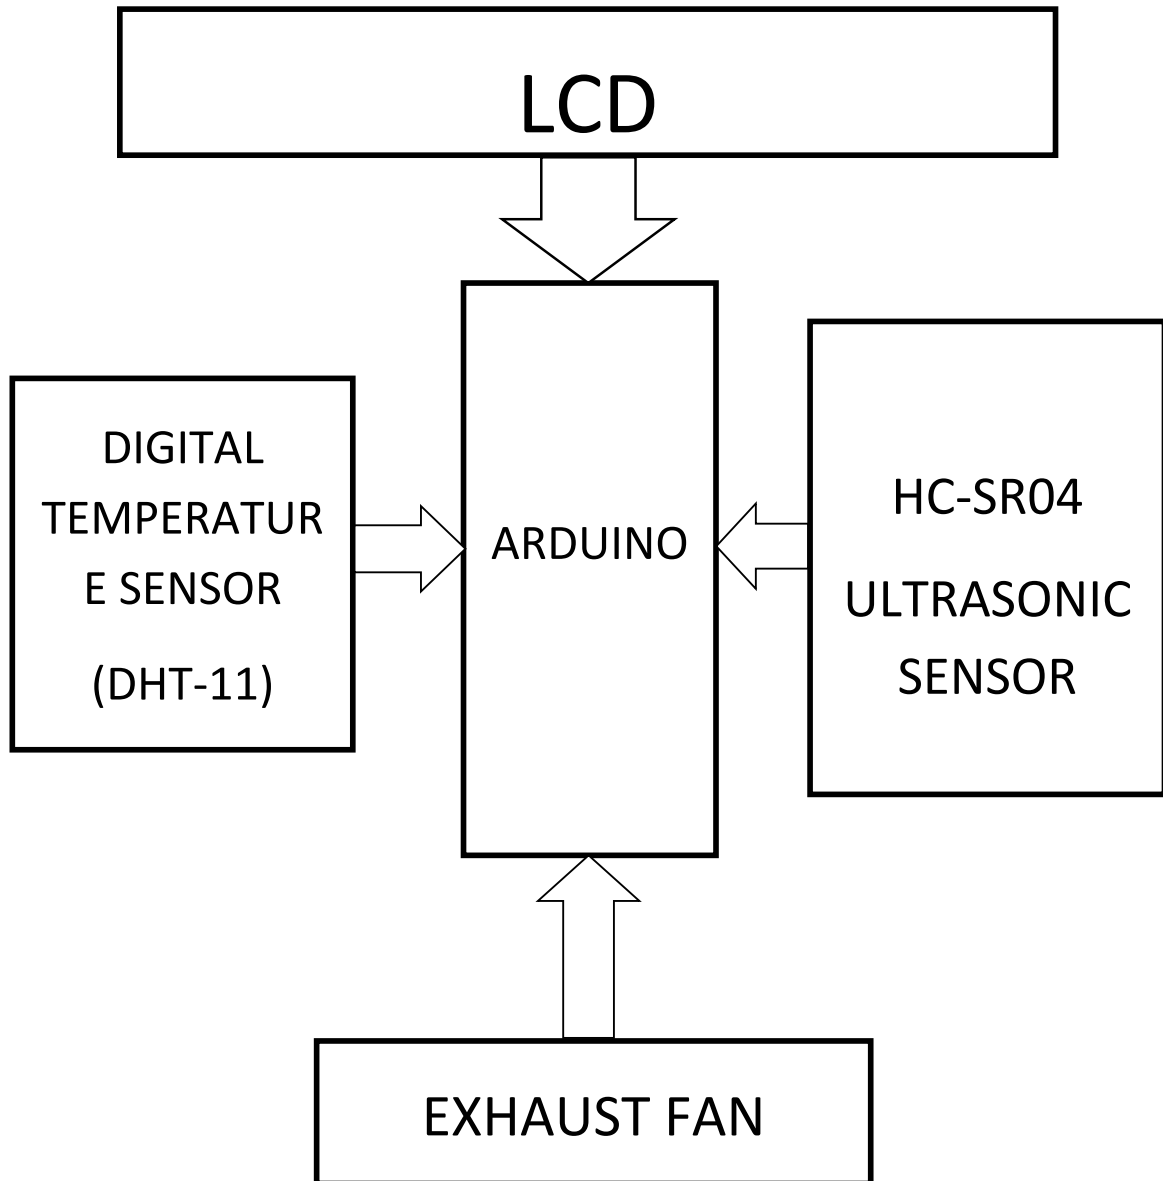 LCD
DIGITAL
TEMPERATUR
E SENSOR
(DHT-11)
ARDUINO
HC-SR04
ULTRASONIC
SENSOR
EXHAUST FAN